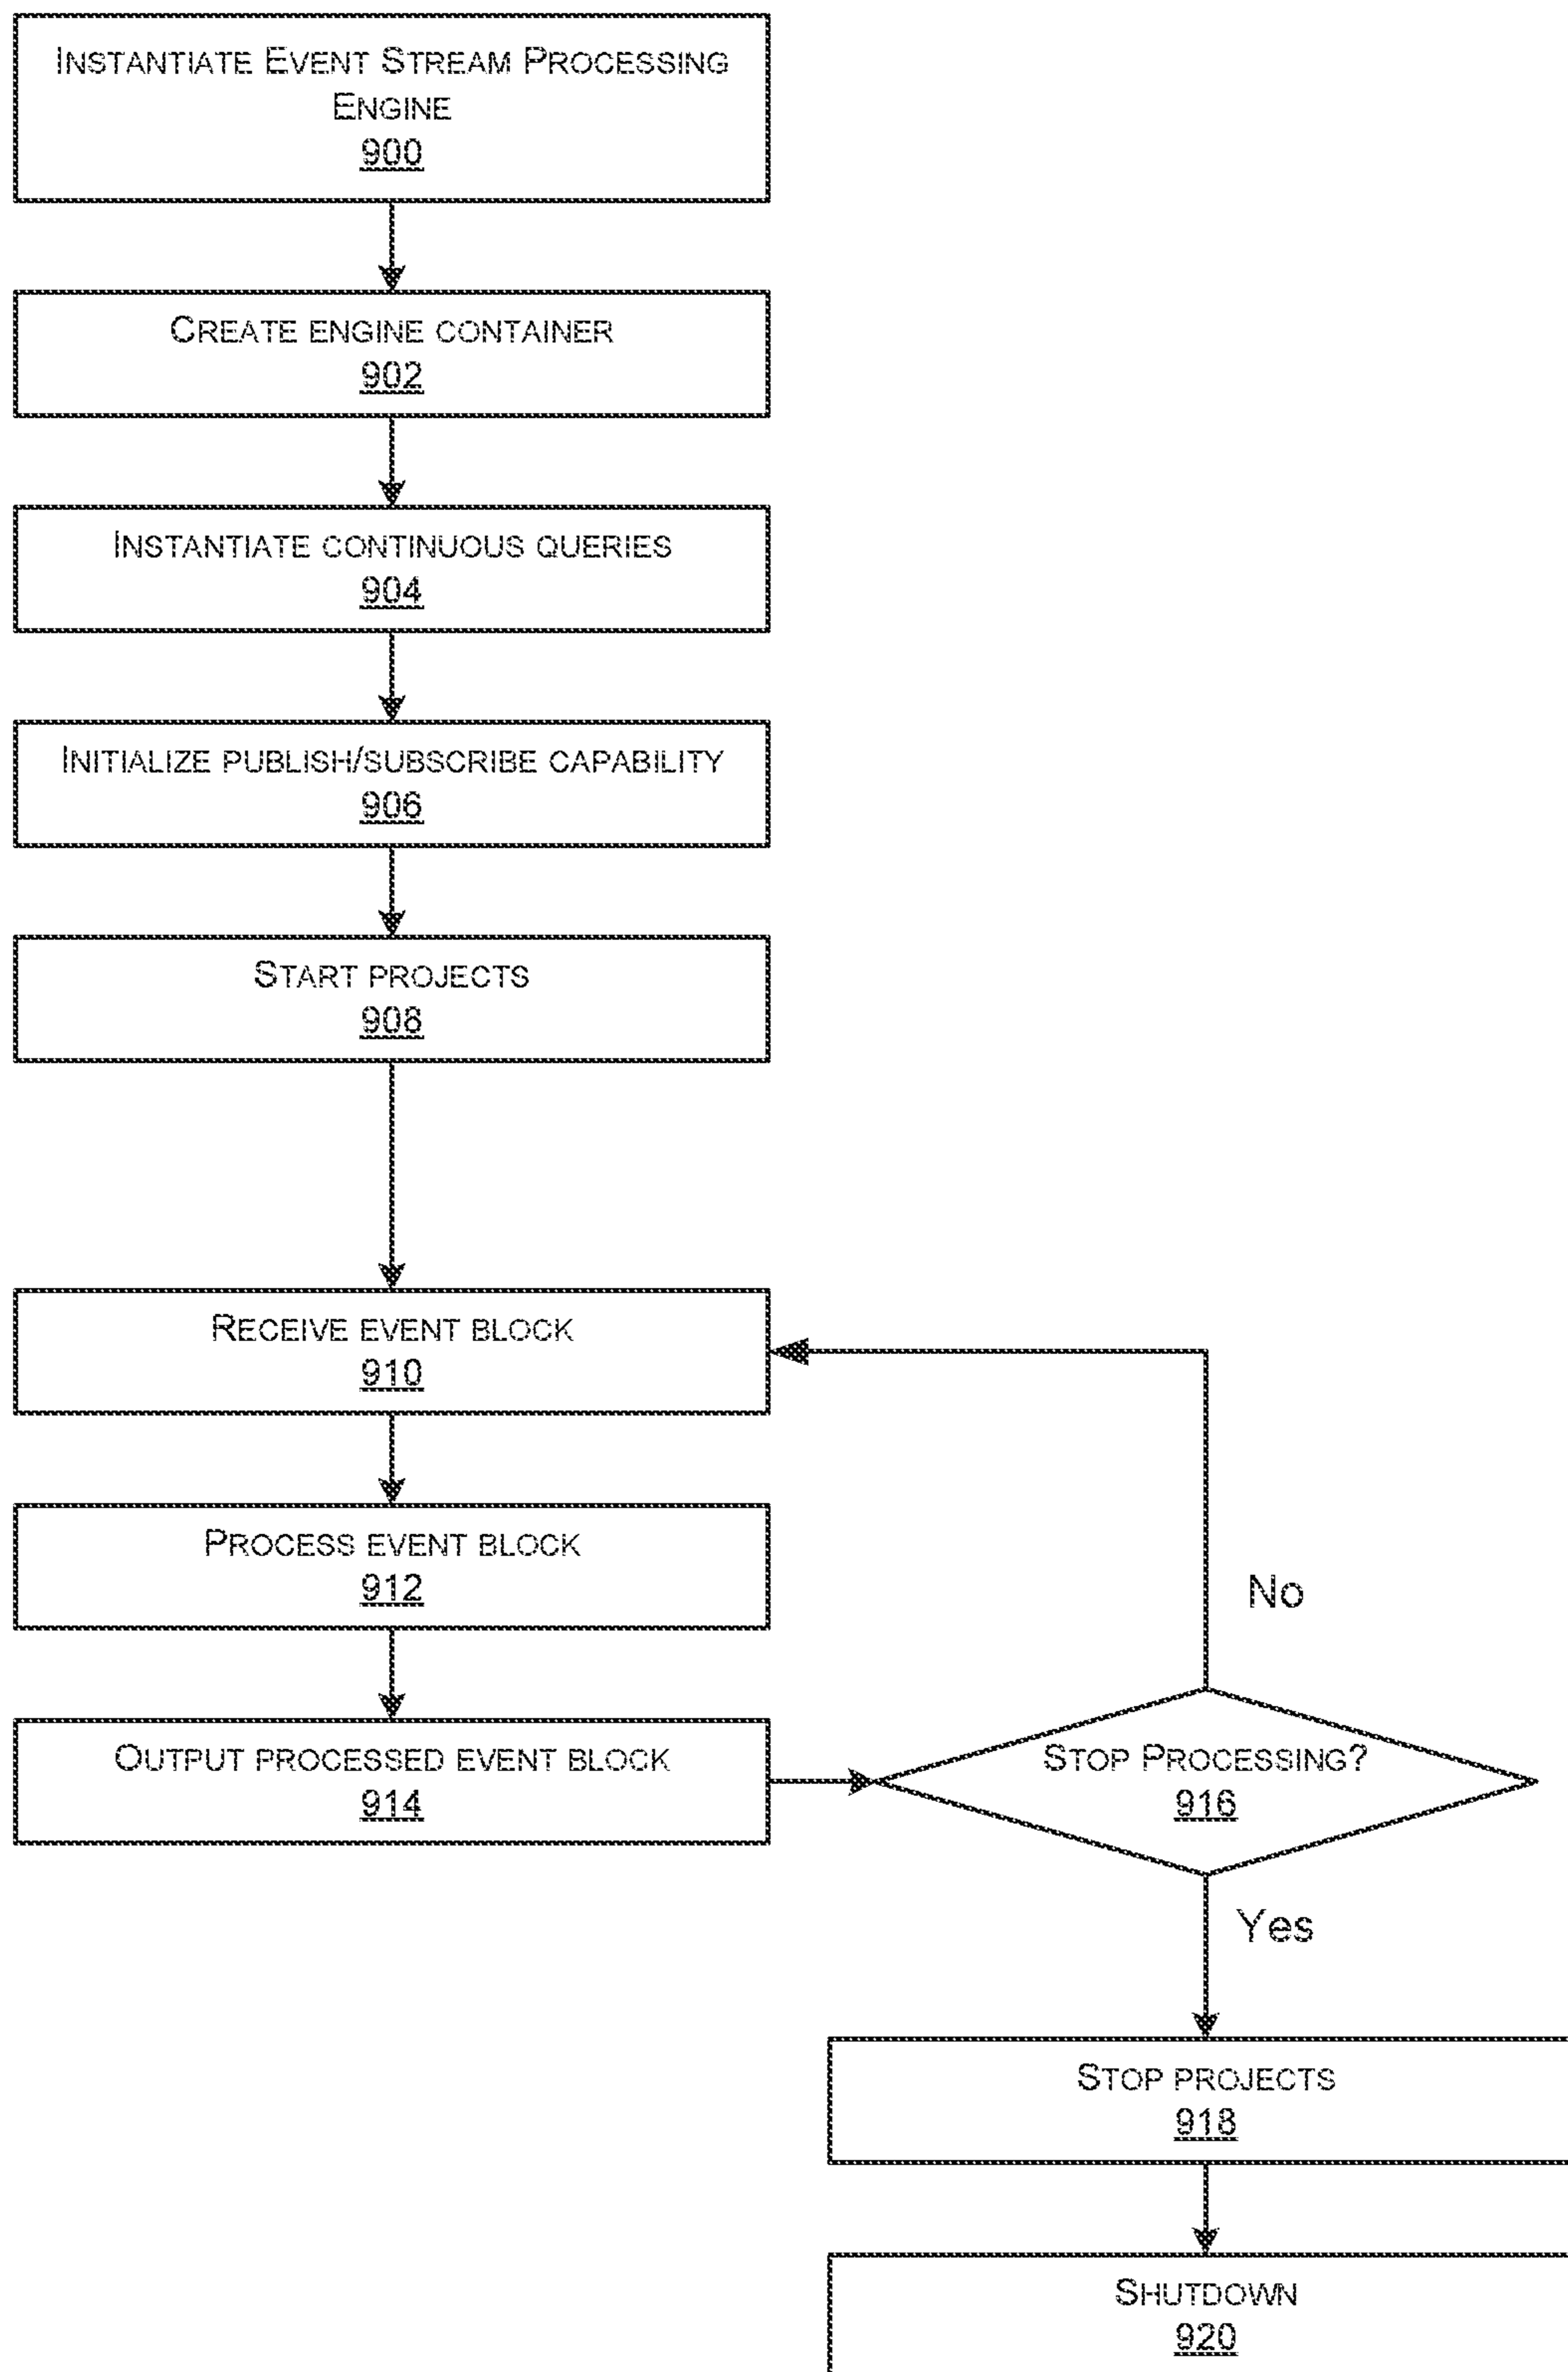 INSTANTIATE EVENT STREAM PROCESSING
ENGINE
900
CREATE ENGINE CONTAINER
902
INSTANTIATE CONTINUOUS QUERIES
904
INITIALIZE PUBLISH/SUBSCRIBE CAPABILITY
906
START PROJECTS
908
RECEIVE EVENT BLOCK
910
PROCESS EVENT BLOCK
912
No
OUTPUT PROCESSED EVENT BLOCK
914
STOP PROCESSING?
916
Yes
STOP PROJECTS
918
SHUTDOWN
920